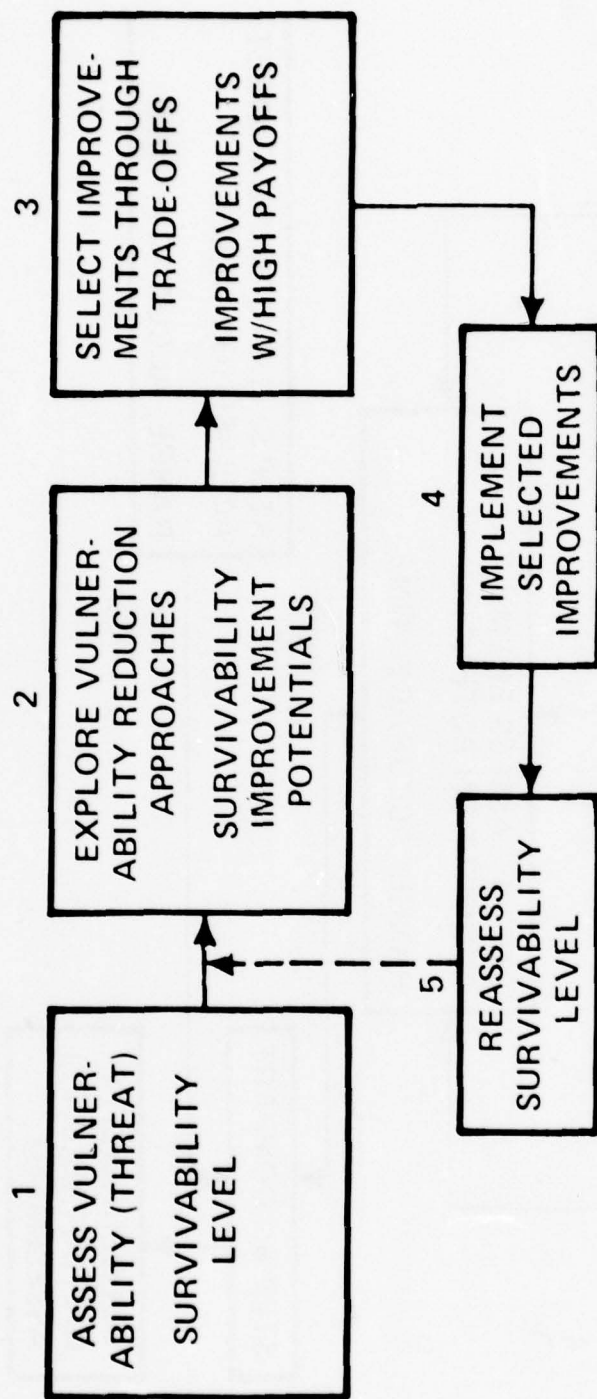 1
ASSESS VULNER-
ABILITY (THREAT)
SURVIVABILITY
LEVEL
2
EXPLORE VULNER-
ABILITY REDUCTION
APPROACHES
SURVIVABILITY
IMPROVEMENT
POTENTIALS
3
SELECT IMPROVE-
MENTS THROUGH
TRADE-OFFS
IMPROVEMENTS
W/HIGH PAYOFFS
4
IMPLEMENT
SELECTED
IMPROVEMENTS
5
REASSESS
SURVIVABILITY
LEVEL